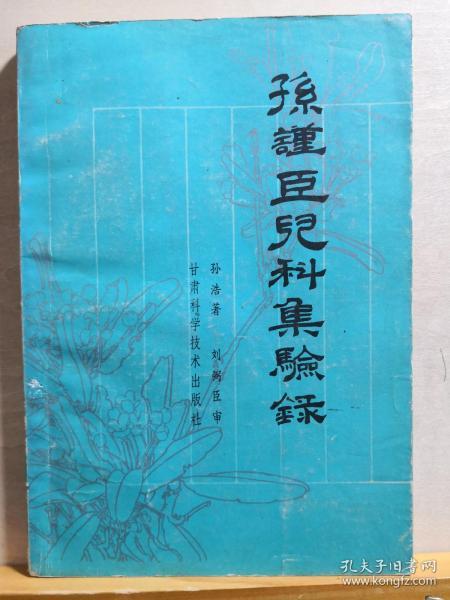 孫謹臣兒科集驗録
孙浩著 刘弼臣审
甘肃科学技术出版社
孔夫子旧书网
www.kongfz.com